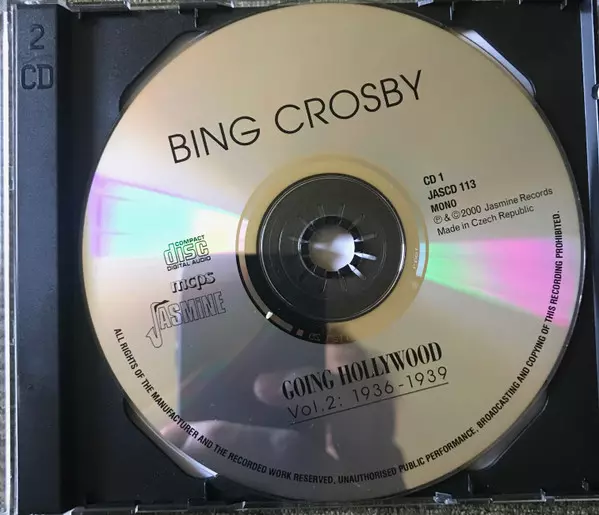 2
CD
BING CROSBY
CD 1
JASCD 113
MONO
℗ & © 2000 Jasmine Records
Made in Czech Republic
COMPACT
disc
DIGITAL AUDIO
mcps
JASMINE
GOING HOLLYWOOD
Vol.2: 1936-1939
ALL RIGHTS OF THE MANUFACTURER AND THE RECORDED WORK RESERVED, UNAUTHORISED PUBLIC PERFORMANCE, BROADCASTING AND COPYING OF THIS RECORDING PROHIBITED.